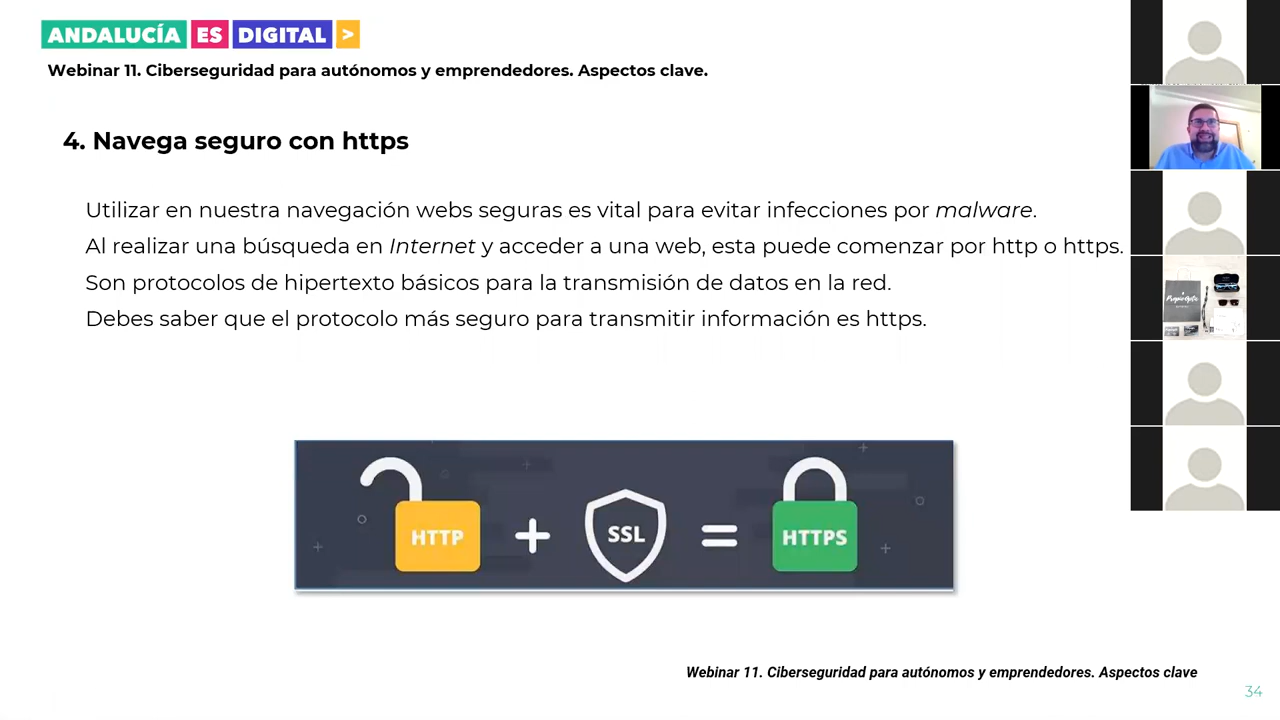 ANDALUCÍA ES DIGITAL >
Webinar 11. Ciberseguridad para autónomos y emprendedores. Aspectos clave.
4. Navega seguro con https
Utilizar en nuestra navegación webs seguras es vital para evitar infecciones por malware.
Al realizar una búsqueda en Internet y acceder a una web, esta puede comenzar por http o https.
Son protocolos de hipertexto básicos para la transmisión de datos en la red.
Debes saber que el protocolo más seguro para transmitir información es https.
HTTP + SSL = HTTPS
Webinar 11. Ciberseguridad para autónomos y emprendedores. Aspectos clave
34